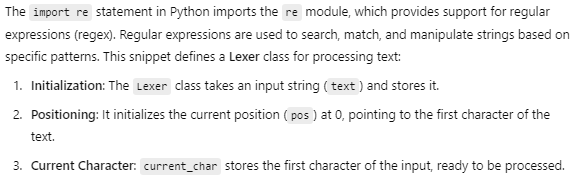 The import re statement in Python imports the re module, which provides support for regular
expressions (regex). Regular expressions are used to search, match, and manipulate strings based on
specific patterns. This snippet defines a Lexer class for processing text:
1. Initialization: The Lexer class takes an input string ( text ) and stores it.
2. Positioning: It initializes the current position ( pos ) at 0, pointing to the first character of the
text.
3. Current Character: current_char stores the first character of the input, ready to be processed.